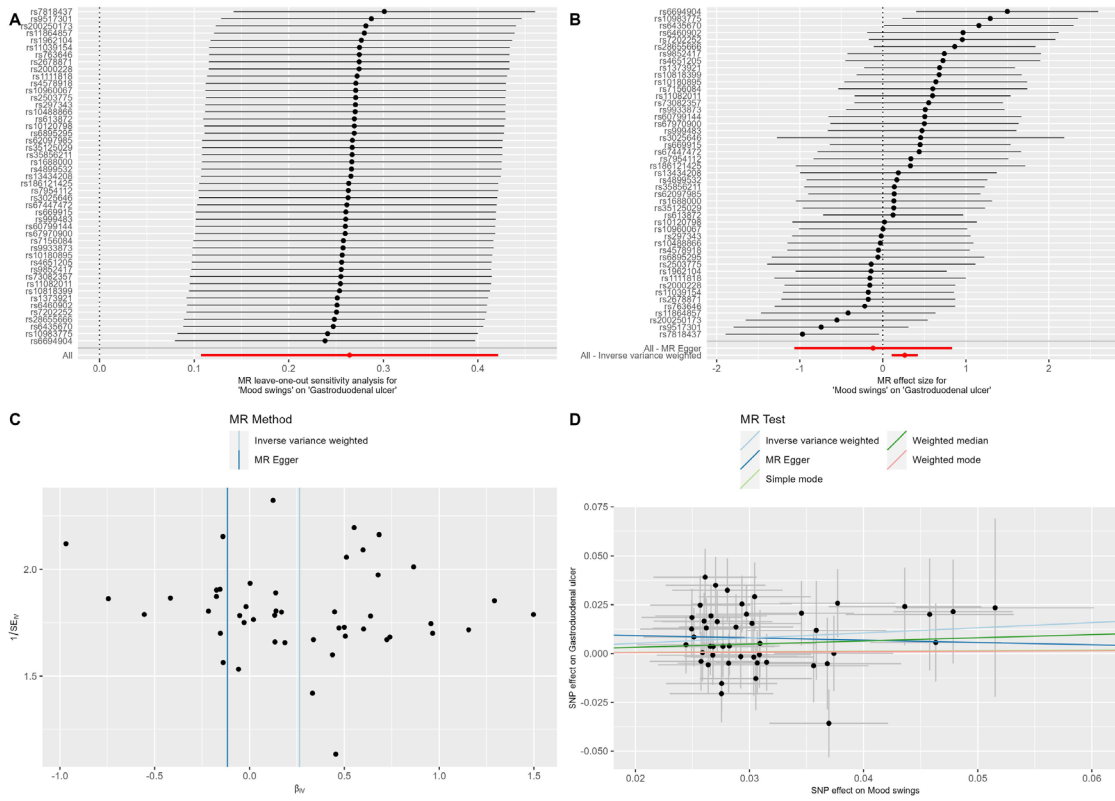 A
rs7818437
rs9517301
rs200250173
rs11864857
rs1962104
rs11039154
rs763646
rs2678871
rs2000228
rs1111818
rs4578918
rs10960067
rs2503775
rs297343
rs10488866
rs613872
rs10120798
rs6895295
rs62097985
rs35125029
rs35856211
rs1688000
rs4899532
rs13434208
rs186121425
rs7954112
rs3025646
rs67447472
rs669915
rs999483
rs60799144
rs67970900
rs7156084
rs9933873
rs10180895
rs4651205
rs9852417
rs73082357
rs11082011
rs10818399
rs1373921
rs6460902
rs7202252
rs28655666
rs6435670
rs10983775
rs6694904
All
0.0 0.1 0.2 0.3 0.4
MR leave-one-out sensitivity analysis for
'Mood swings' on 'Gastroduodenal ulcer'
B
rs6694904
rs10983775
rs6435670
rs6460902
rs7202252
rs28655666
rs9852417
rs4651205
rs1373921
rs10818399
rs10180895
rs7156084
rs11082011
rs73082357
rs9933873
rs60799144
rs67970900
rs999483
rs3025646
rs669915
rs67447472
rs7954112
rs186121425
rs13434208
rs4899532
rs35856211
rs62097985
rs1688000
rs35125029
rs613872
rs10120798
rs10960067
rs297343
rs10488866
rs4578918
rs6895295
rs2503775
rs1962104
rs1111818
rs2000228
rs11039154
rs2678871
rs763646
rs11864857
rs200250173
rs9517301
rs7818437
All - MR Egger
All - Inverse variance weighted
-1 0 1 2
MR effect size for
'Mood swings' on 'Gastroduodenal ulcer'
C
MR Method
Inverse variance weighted
MR Egger
2.0
1.5
1/SE_IV
-1.0 -0.5 0.0 0.5 1.0 1.5
β_IV
D
MR Test
Inverse variance weighted
MR Egger
Simple mode
Weighted median
Weighted mode
0.075
0.050
0.025
0.000
-0.025
-0.050
SNP effect on Gastroduodenal ulcer
0.02 0.03 0.04 0.05 0.06
SNP effect on Mood swings